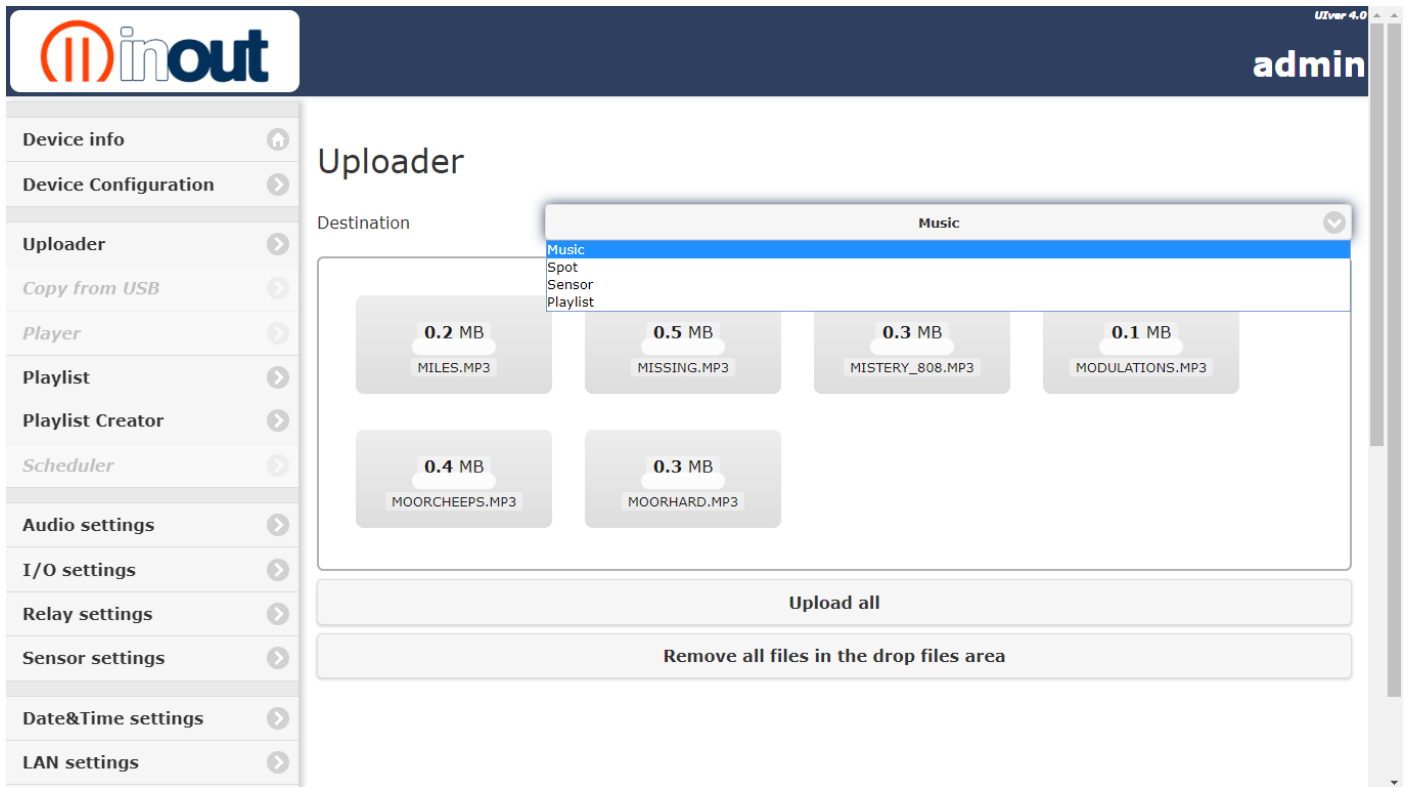 inout
UIver 4.0
admin
Device info
Device Configuration
Uploader
Copy from USB
Player
Playlist
Playlist Creator
Scheduler
Audio settings
I/O settings
Relay settings
Sensor settings
Date&Time settings
LAN settings
Uploader
Destination
Music
Music
Spot
Sensor
Playlist
0.2 MB
MILES.MP3
0.5 MB
MISSING.MP3
0.3 MB
MISTERY_808.MP3
0.1 MB
MODULATIONS.MP3
0.4 MB
MOORCHEEPS.MP3
0.3 MB
MOORHARD.MP3
Upload all
Remove all files in the drop files area